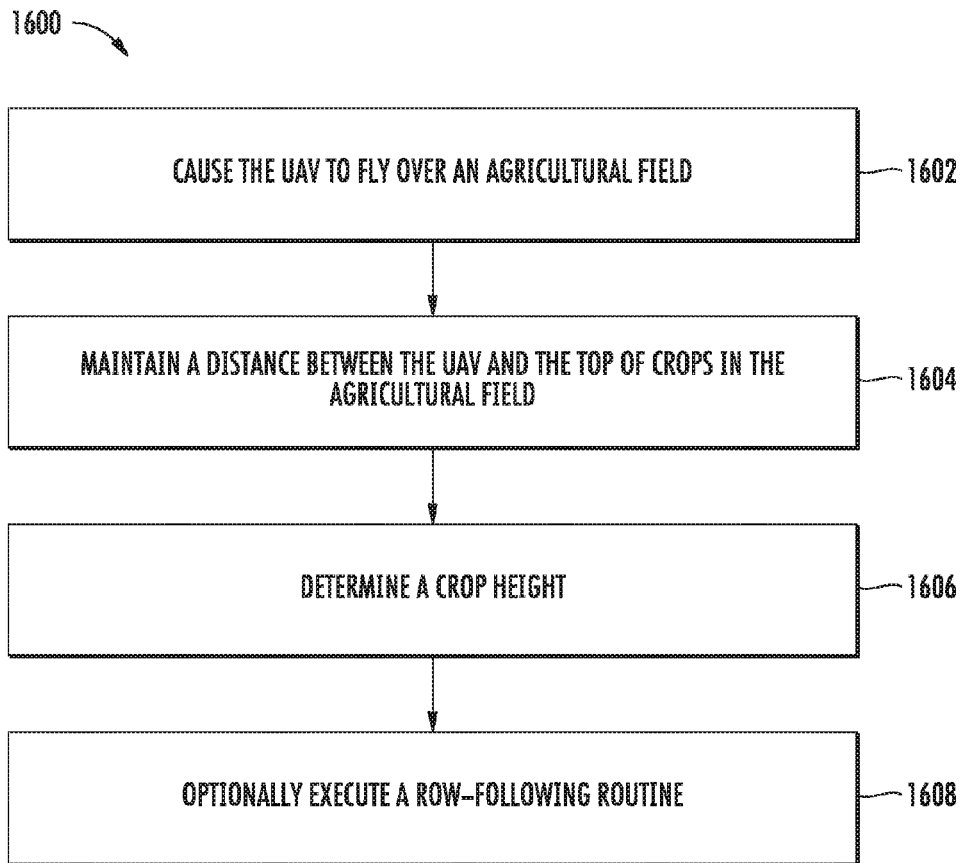 1600
CAUSE THE UAV TO FLY OVER AN AGRICULTURAL FIELD
1602
MAINTAIN A DISTANCE BETWEEN THE UAV AND THE TOP OF CROPS IN THE
AGRICULTURAL FIELD
1604
DETERMINE A CROP HEIGHT
1606
OPTIONALLY EXECUTE A ROW-FOLLOWING ROUTINE
1608